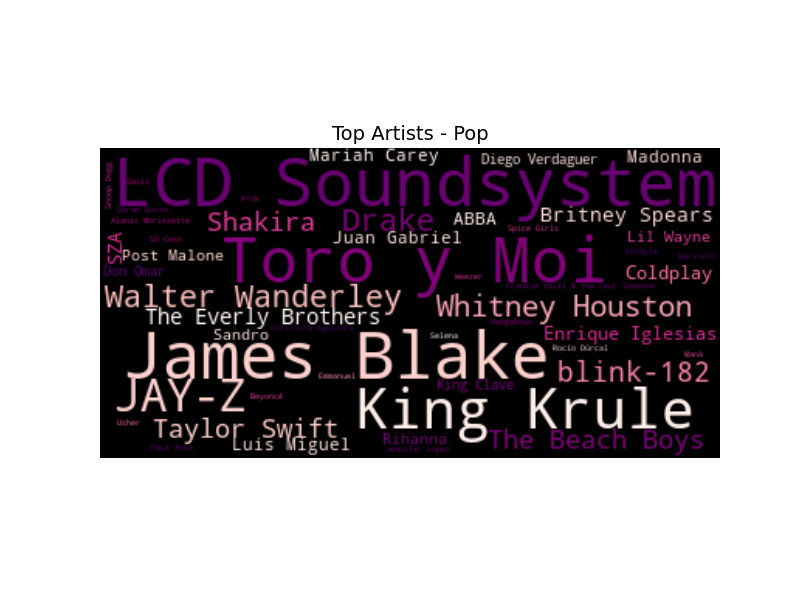 Top Artists - Pop
Mariah Carey
Diego Verdaguer
Madonna
Snoop Dogg
Oasis
LCD Soundsystem
P!nk
Duran Duran
Alanis Morissette
Shakira
Drake
ABBA
Britney Spears
Spice Girls
SZA
50 Cent
Juan Gabriel
Lil Wayne
Post Malone
Toro y Moi
Marisela
Don Omar
Weezer
Coldplay
Frankie Valli & The Four Seasons
Walter Wanderley
Whitney Houston
The Everly Brothers
Vengaboys
Christina Aguilera
Sandro
Selena
Enrique Iglesias
James Blake
Rocío Dúrcal
Maná
Emmanuel
blink-182
King Clave
JAY-Z
Beyoncé
King Krule
Usher
Taylor Swift
Luis Miguel
Rihanna
The Beach Boys
Paul Anka
Jennifer Lopez